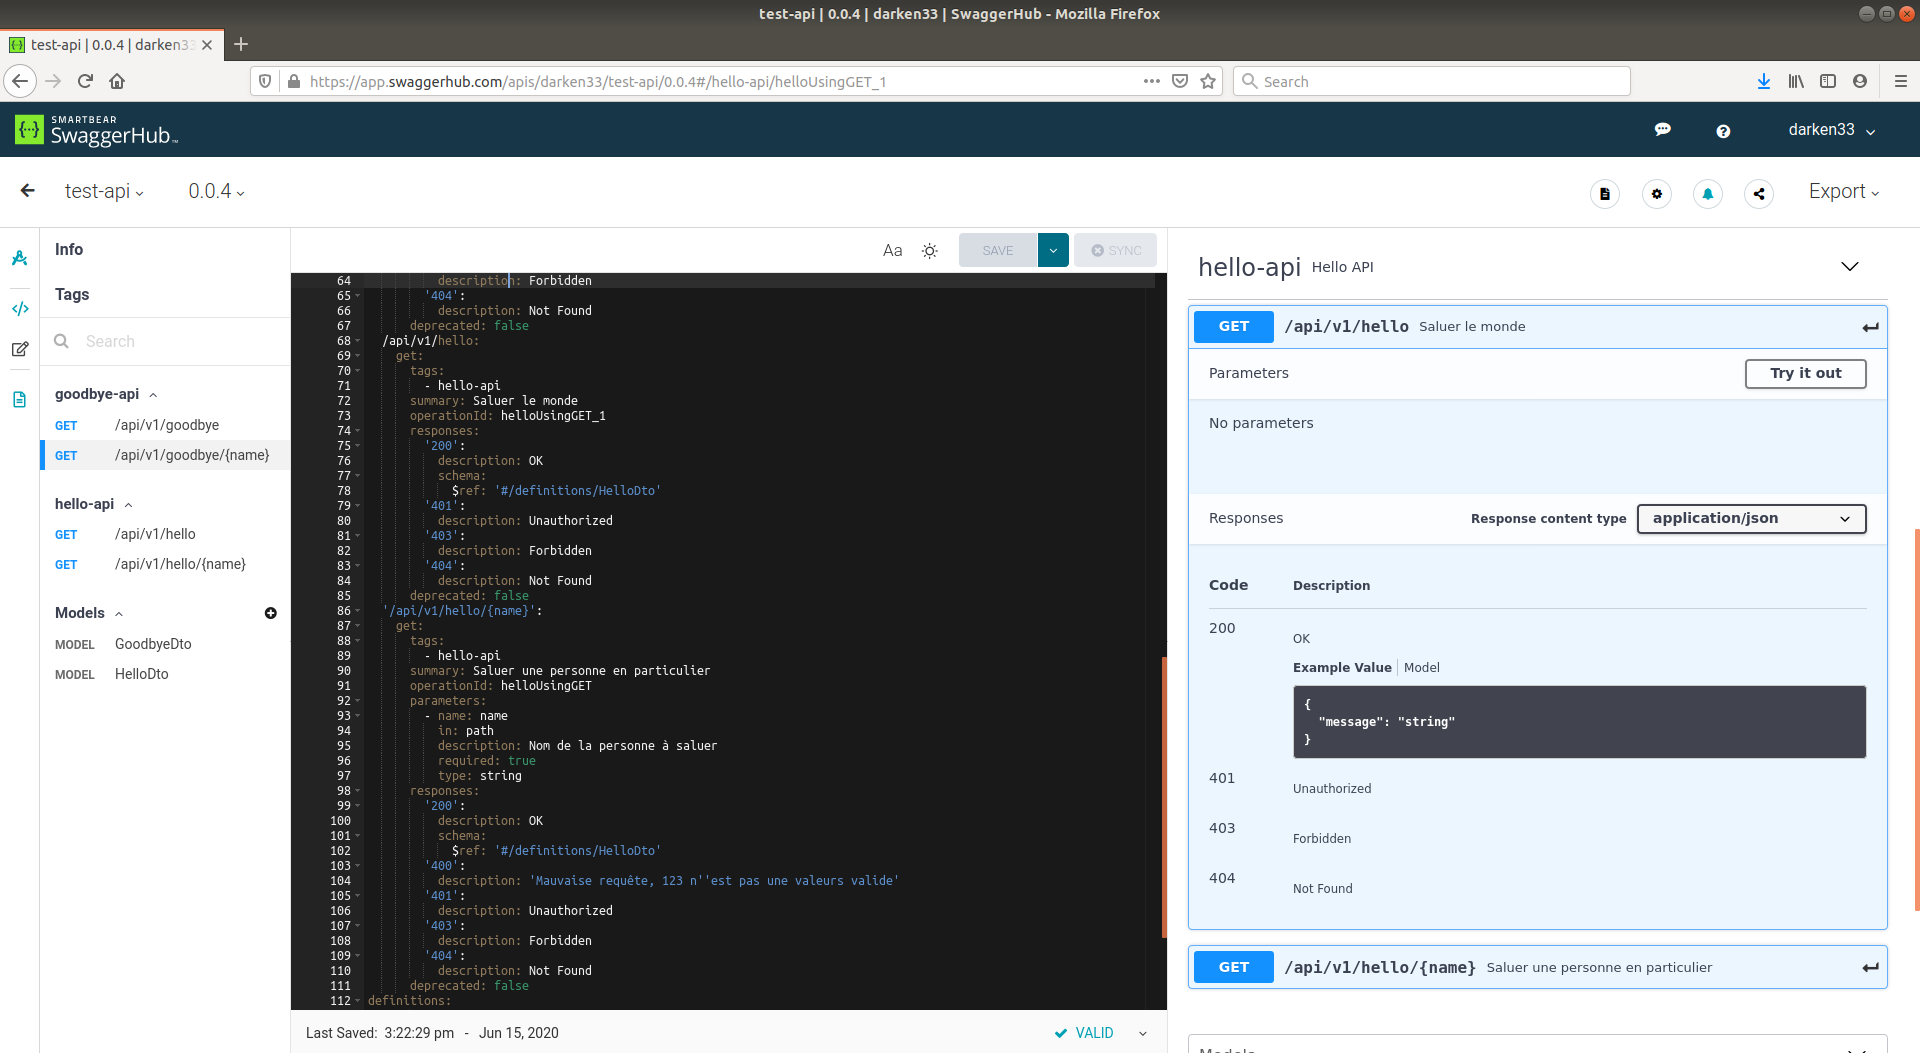 test-api | 0.0.4 | darken33 | SwaggerHub - Mozilla Firefox
test-api | 0.0.4 | darken33
https://app.swaggerhub.com/apis/darken33/test-api/0.0.4#/hello-api/helloUsingGET_1
Search
SMARTBEAR
SwaggerHub
darken33
test-api
0.0.4
Export
Info
Tags
Search
goodbye-api
GET /api/v1/goodbye
GET /api/v1/goodbye/{name}
hello-api
GET /api/v1/hello
GET /api/v1/hello/{name}
Models
MODEL GoodbyeDto
MODEL HelloDto
Aa
SAVE
SYNC
64 description: Forbidden
65 '404':
66 description: Not Found
67 deprecated: false
68 /api/v1/hello:
69 get:
70 tags:
71 - hello-api
72 summary: Saluer le monde
73 operationId: helloUsingGET_1
74 responses:
75 '200':
76 description: OK
77 schema:
78 $ref: '#/definitions/HelloDto'
79 '401':
80 description: Unauthorized
81 '403':
82 description: Forbidden
83 '404':
84 description: Not Found
85 deprecated: false
86 '/api/v1/hello/{name}':
87 get:
88 tags:
89 - hello-api
90 summary: Saluer une personne en particulier
91 operationId: helloUsingGET
92 parameters:
93 - name: name
94 in: path
95 description: Nom de la personne à saluer
96 required: true
97 type: string
98 responses:
99 '200':
100 description: OK
101 schema:
102 $ref: '#/definitions/HelloDto'
103 '400':
104 description: 'Mauvaise requête, 123 n''est pas une valeurs valide'
105 '401':
106 description: Unauthorized
107 '403':
108 description: Forbidden
109 '404':
110 description: Not Found
111 deprecated: false
112 definitions:
Last Saved: 3:22:29 pm - Jun 15, 2020
VALID
hello-api Hello API
GET /api/v1/hello Saluer le monde
Parameters
Try it out
No parameters
Responses
Response content type
application/json
Code Description
200
OK
Example Value | Model
{
"message": "string"
}
401
Unauthorized
403
Forbidden
404
Not Found
GET /api/v1/hello/{name} Saluer une personne en particulier
Models